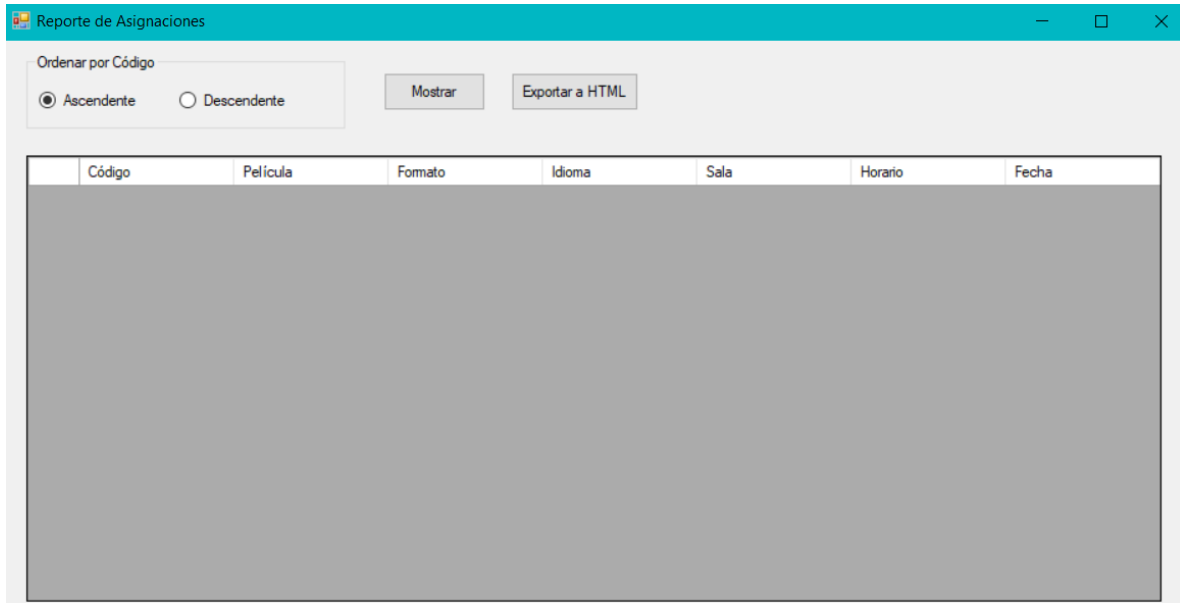 Reporte de Asignaciones
Ordenar por Código
Ascendente Descendente Mostrar Exportar a HTML
Código Película Formato Idioma Sala Horario Fecha